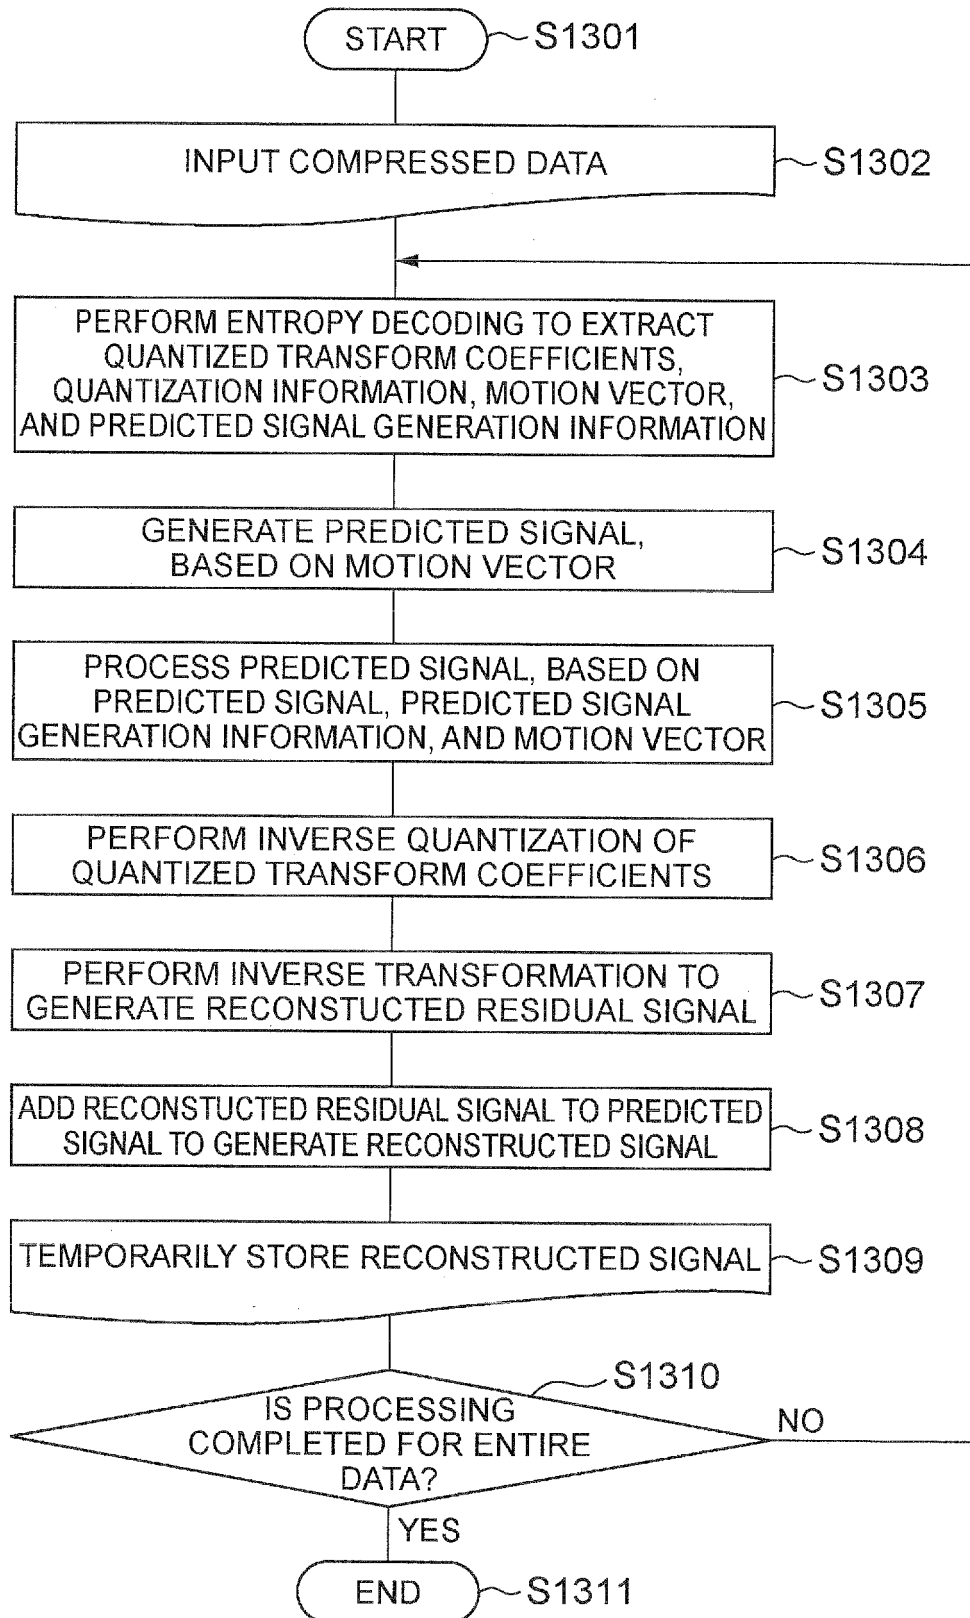 START
S1301
INPUT COMPRESSED DATA
S1302
PERFORM ENTROPY DECODING TO EXTRACT
QUANTIZED TRANSFORM COEFFICIENTS,
QUANTIZATION INFORMATION, MOTION VECTOR,
AND PREDICTED SIGNAL GENERATION INFORMATION
S1303
GENERATE PREDICTED SIGNAL,
BASED ON MOTION VECTOR
S1304
PROCESS PREDICTED SIGNAL, BASED ON
PREDICTED SIGNAL, PREDICTED SIGNAL
GENERATION INFORMATION, AND MOTION VECTOR
S1305
PERFORM INVERSE QUANTIZATION OF
QUANTIZED TRANSFORM COEFFICIENTS
S1306
PERFORM INVERSE TRANSFORMATION TO
GENERATE RECONSTUCTED RESIDUAL SIGNAL
S1307
ADD RECONSTUCTED RESIDUAL SIGNAL TO PREDICTED
SIGNAL TO GENERATE RECONSTRUCTED SIGNAL
S1308
TEMPORARILY STORE RECONSTRUCTED SIGNAL
S1309
S1310
IS PROCESSING
COMPLETED FOR ENTIRE
DATA?
NO
YES
END
S1311